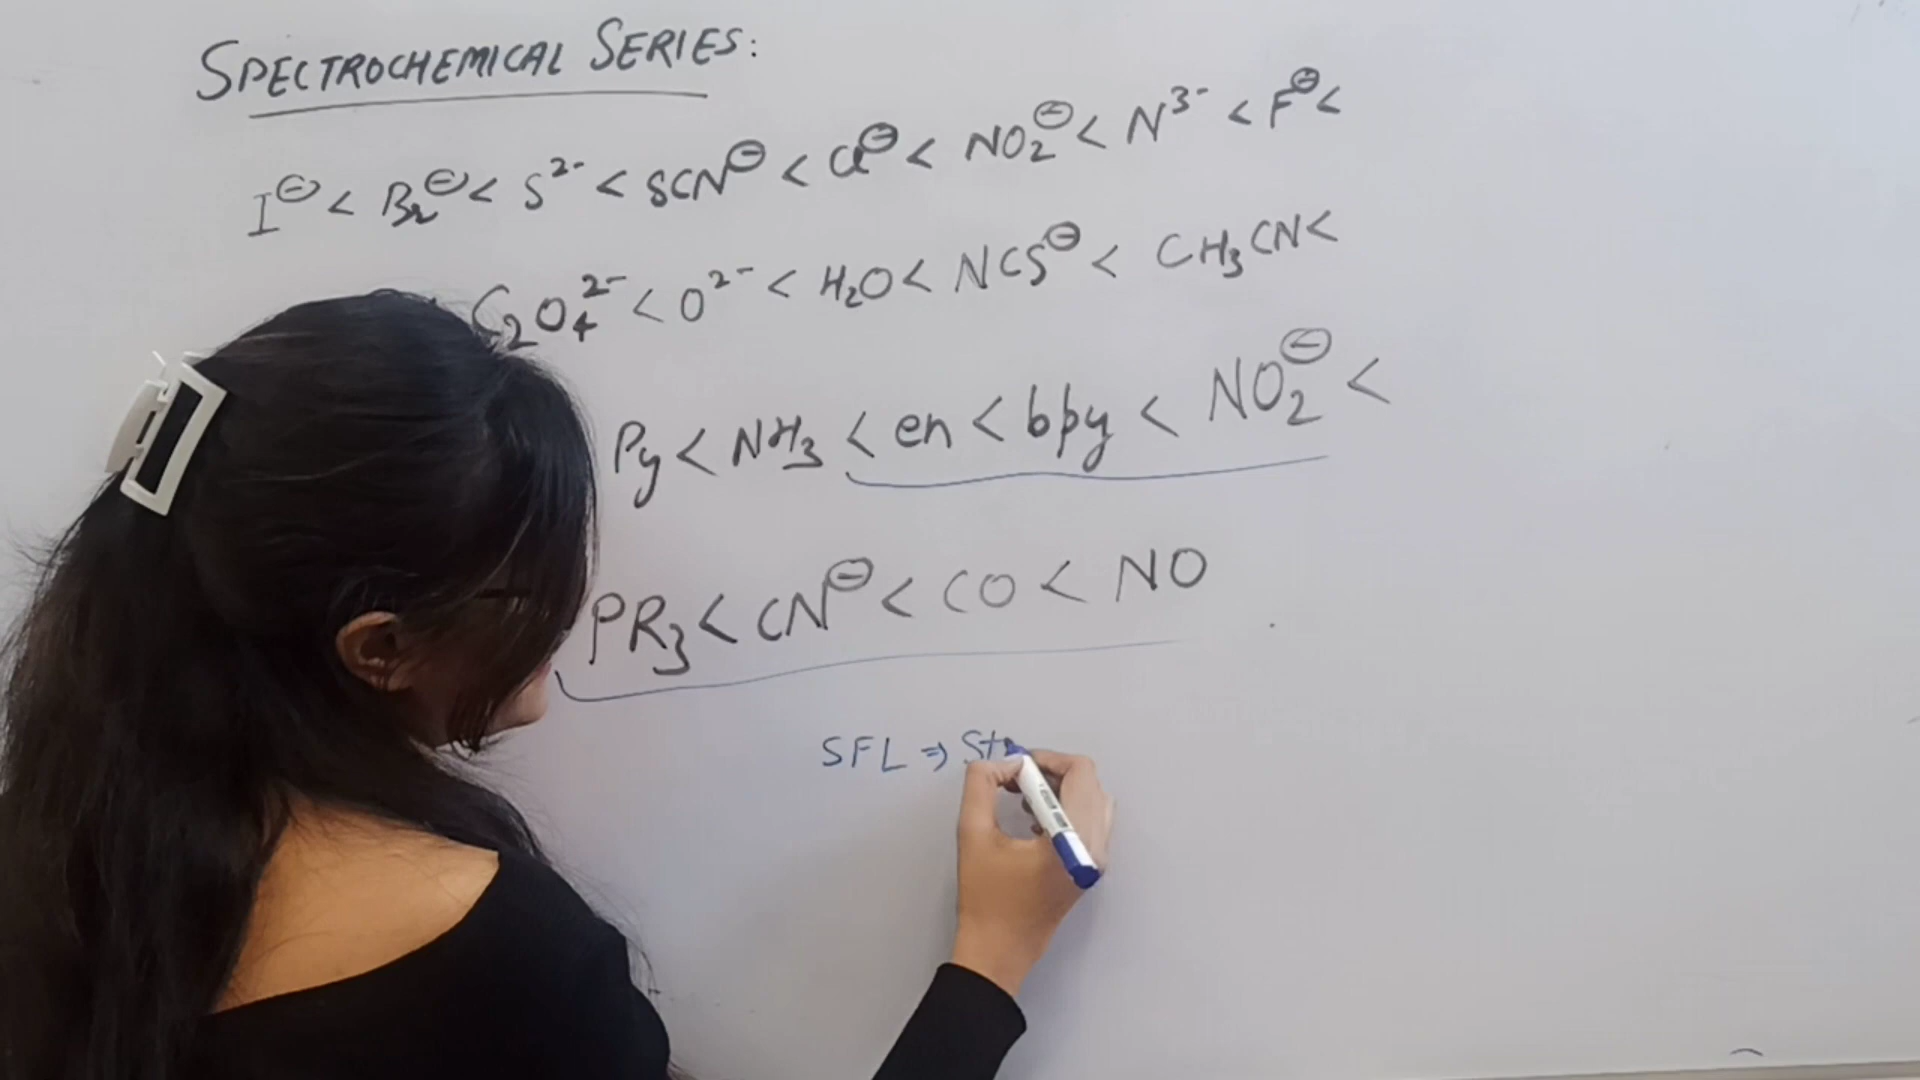 SPECTROCHEMICAL SERIES:
I⊖ < Br⊖ < S²⁻ < SCN⊖ < Cl⊖ < NO₂⊖ < N³⁻ < F⊖ <
C₂O₄²⁻ < O²⁻ < H₂O < NCS⊖ < CH₃CN <
Py < NH₃ < en < bpy < NO₂⊖ <
PR₃ < CN⊖ < CO < NO
SFL ⇒ St